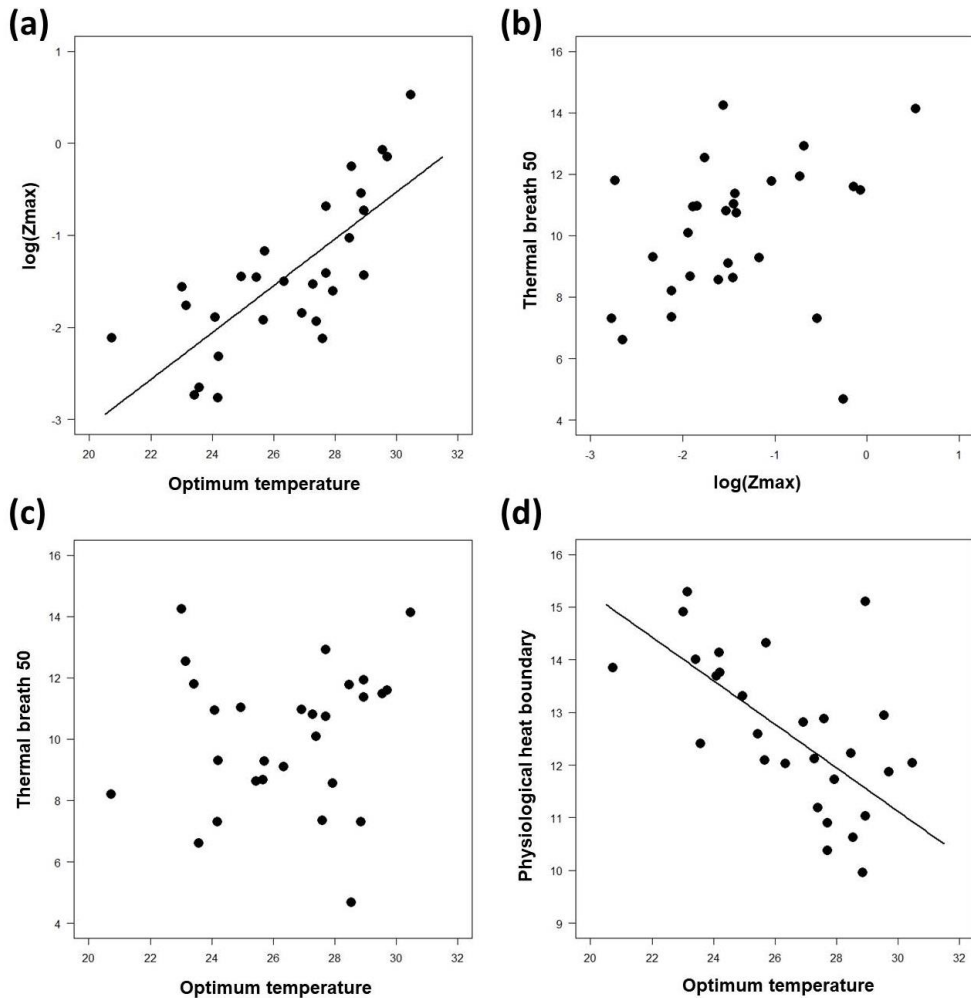 (a)
1
0
-1
-2
-3
log(Zmax)
20 22 24 26 28 30 32
Optimum temperature
(b)
16
14
12
10
8
6
4
Thermal breath 50
-3 -2 -1 0 1
log(Zmax)
(c)
16
14
12
10
8
6
4
Thermal breath 50
20 22 24 26 28 30 32
Optimum temperature
(d)
16
15
14
13
12
11
10
9
Physiological heat boundary
20 22 24 26 28 30 32
Optimum temperature